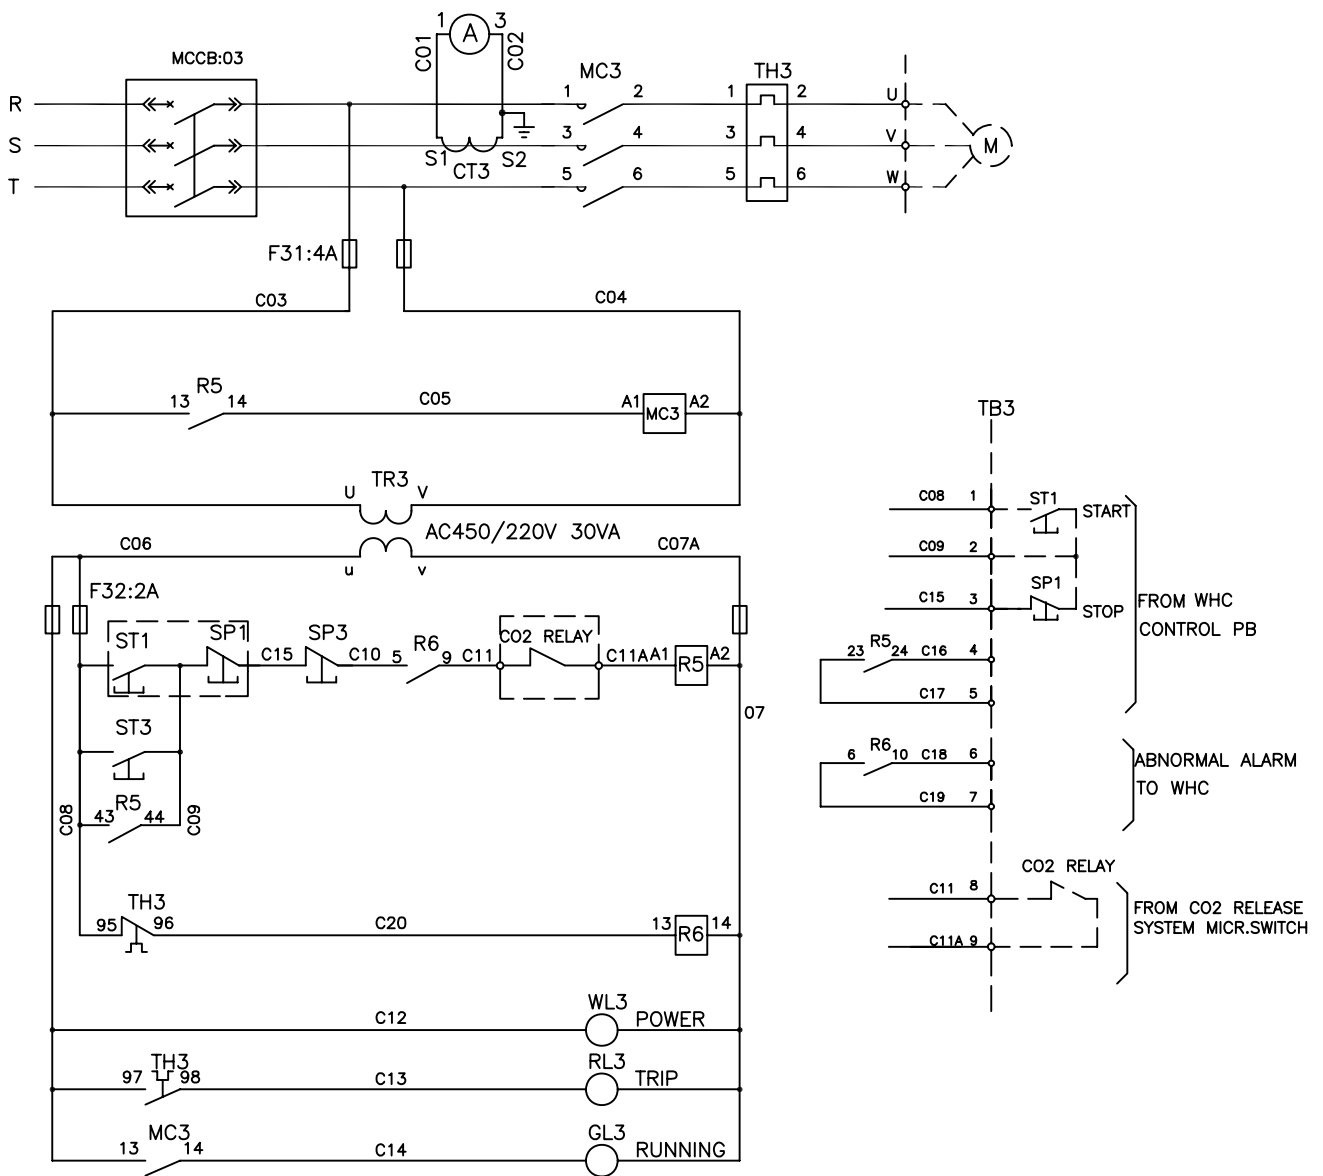 1 A 3
C01 C02
MCCB:03 MC3 TH3
R 1 2 1 2 U
S 3 4 3 4 V M
S1 CT3 S2
T 5 6 5 6 W
F31:4A
C03 C04
R5
13 14 C05 A1 MC3 A2
TR3
U V
AC450/220V 30VA
C06 C07A
u v
F32:2A
ST1 SP1 SP3 R6 CO2 RELAY
C15 C10 5 9 C11 C11A A1 R5 A2
07
ST3
R5
43 44
C08 C09
TH3
95 96 C20 13 R6 14
WL3
C12 POWER
TH3 RL3
97 98 C13 TRIP
MC3 GL3
13 14 C14 RUNNING
TB3
C08 1 ST1 START
C09 2
C15 3 SP1 STOP
FROM WHC
CONTROL PB
R5
23 24 C16 4
C17 5
R6
6 10 C18 6
C19 7
ABNORMAL ALARM
TO WHC
CO2 RELAY
C11 8
C11A 9
FROM CO2 RELEASE
SYSTEM MICR.SWITCH